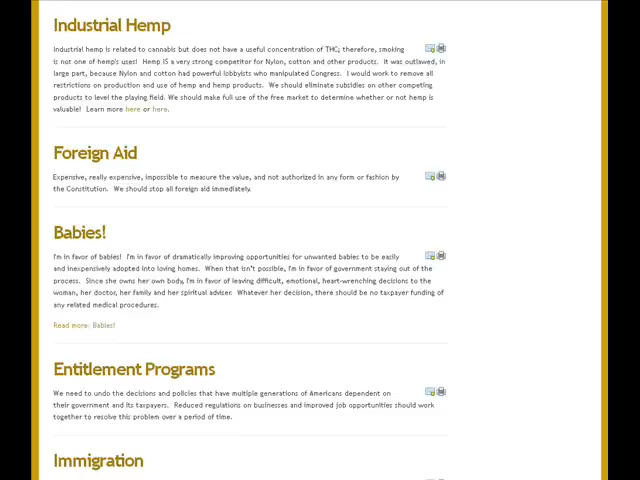 Industrial Hemp
Industrial hemp is related to cannabis but does not have a useful concentration of THC; therefore, smoking
is not one of hemp's uses!  Hemp IS a very strong competitor for Nylon, cotton and other products.  It was outlawed, in
large part, because Nylon and cotton had powerful lobbyists who manipulated Congress.  I would work to remove all
restrictions on production and use of hemp and hemp products.  We should eliminate subsidies on other competing
products to level the playing field. We should make full use of the free market to determine whether or not hemp is
valuable!  Learn more here or here.
Foreign Aid
Expensive, really expensive, impossible to measure the value, and not authorized in any form or fashion by
the Constitution.  We should stop all foreign aid immediately.
Babies!
I'm in favor of babies!  I'm in favor of dramatically improving opportunities for unwanted babies to be easily
and inexpensively adopted into loving homes.  When that isn't possible, I'm in favor of government staying out of the
process.  Since she owns her own body, I'm in favor of leaving difficult, emotional, heart-wrenching decisions to the
woman, her doctor, her family and her spiritual adviser.  Whatever her decision, there should be no taxpayer funding of
any related medical procedures.
Read more: Babies!
Entitlement Programs
We need to undo the decisions and policies that have multiple generations of Americans dependent on
their government and its taxpayers.  Reduced regulations on businesses and improved job opportunities should work
together to resolve this problem over a period of time.
Immigration